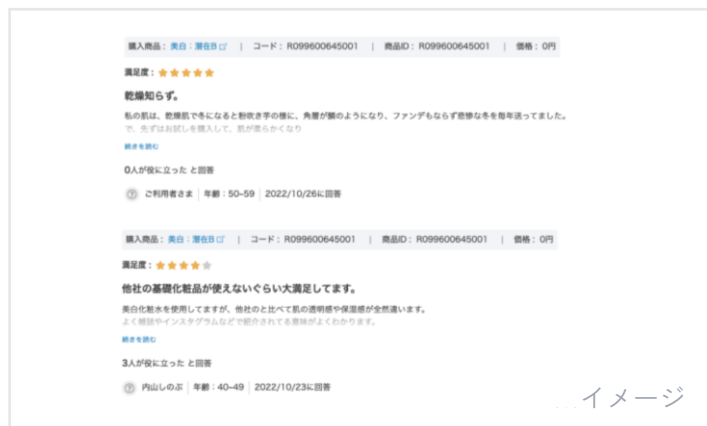 購入商品： 美白：潜在B | コード： R099600645001 | 商品ID： R099600645001 | 価格： 0円
満足度：★★★★★
乾燥知らず。
私の肌は、乾燥肌で冬になると粉吹き芋の様に、角層が鱗のようになり、ファンデもならず悲惨な冬を毎年送ってました。
で、先ずはお試しを購入して、肌が柔らかくなり
続きを読む
0人が役に立った と回答
ご利用者さま | 年齢：50~59 | 2022/10/26に回答
購入商品： 美白：潜在B | コード： R099600645001 | 商品ID： R099600645001 | 価格： 0円
満足度：★★★★★
他社の基礎化粧品が使えないぐらい大満足してます。
美白化粧水を使用してますが、他社のと比べて肌の透明感や保湿感が全然違います。
よく雑誌やインスタグラムなどで紹介されてる意味がよくわかります。
続きを読む
3人が役に立った と回答
内山しのぶ | 年齢：40~49 | 2022/10/23に回答
イメージ